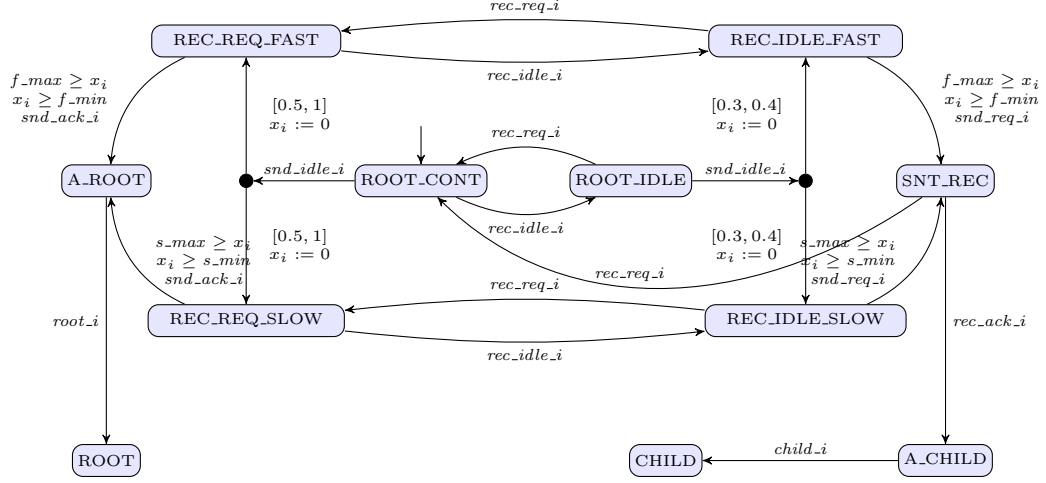 rec_req_i
REC_REQ_FAST
REC_IDLE_FAST
rec_idle_i
f_max ≥ x_i
x_i ≥ f_min
snd_ack_i
[0.5, 1]
x_i := 0
[0.3, 0.4]
x_i := 0
f_max ≥ x_i
x_i ≥ f_min
snd_req_i
rec_req_i
A_ROOT
snd_idle_i
ROOT_CONT
ROOT_IDLE
snd_idle_i
SNT_REC
rec_idle_i
s_max ≥ x_i
x_i ≥ s_min
snd_ack_i
[0.5, 1]
x_i := 0
[0.3, 0.4]
x_i := 0
s_max ≥ x_i
x_i ≥ s_min
snd_req_i
rec_req_i
rec_req_i
REC_REQ_SLOW
REC_IDLE_SLOW
root_i
rec_ack_i
rec_idle_i
ROOT
CHILD
child_i
A_CHILD